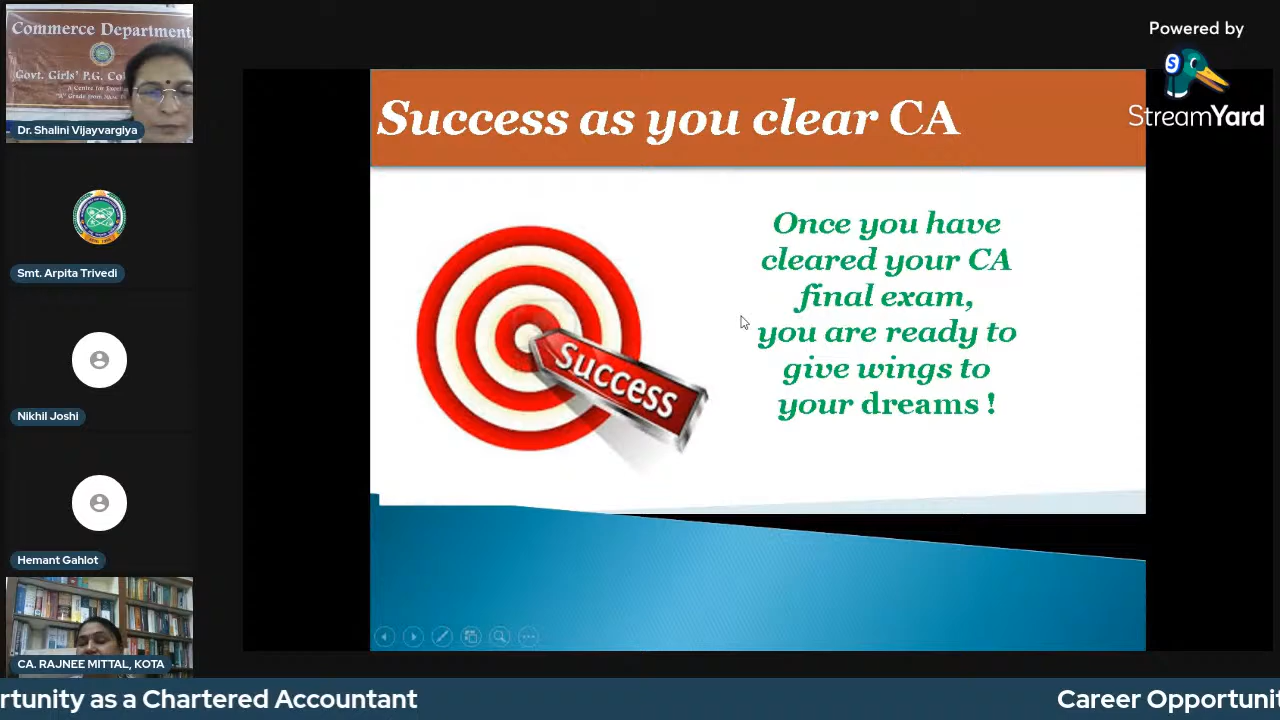 Commerce Department
Govt. Girls' P.G. Co
Dr. Shalini Vijayvargiya
Smt. Arpita Trivedi
Nikhil Joshi
Hemant Gahlot
CA. RAJNEE MITTAL, KOTA
Powered by
StreamYard
Success as you clear CA
Once you have
cleared your CA
final exam,
you are ready to
give wings to
your dreams !
Success
rtunity as a Chartered Accountant
Career Opportuni